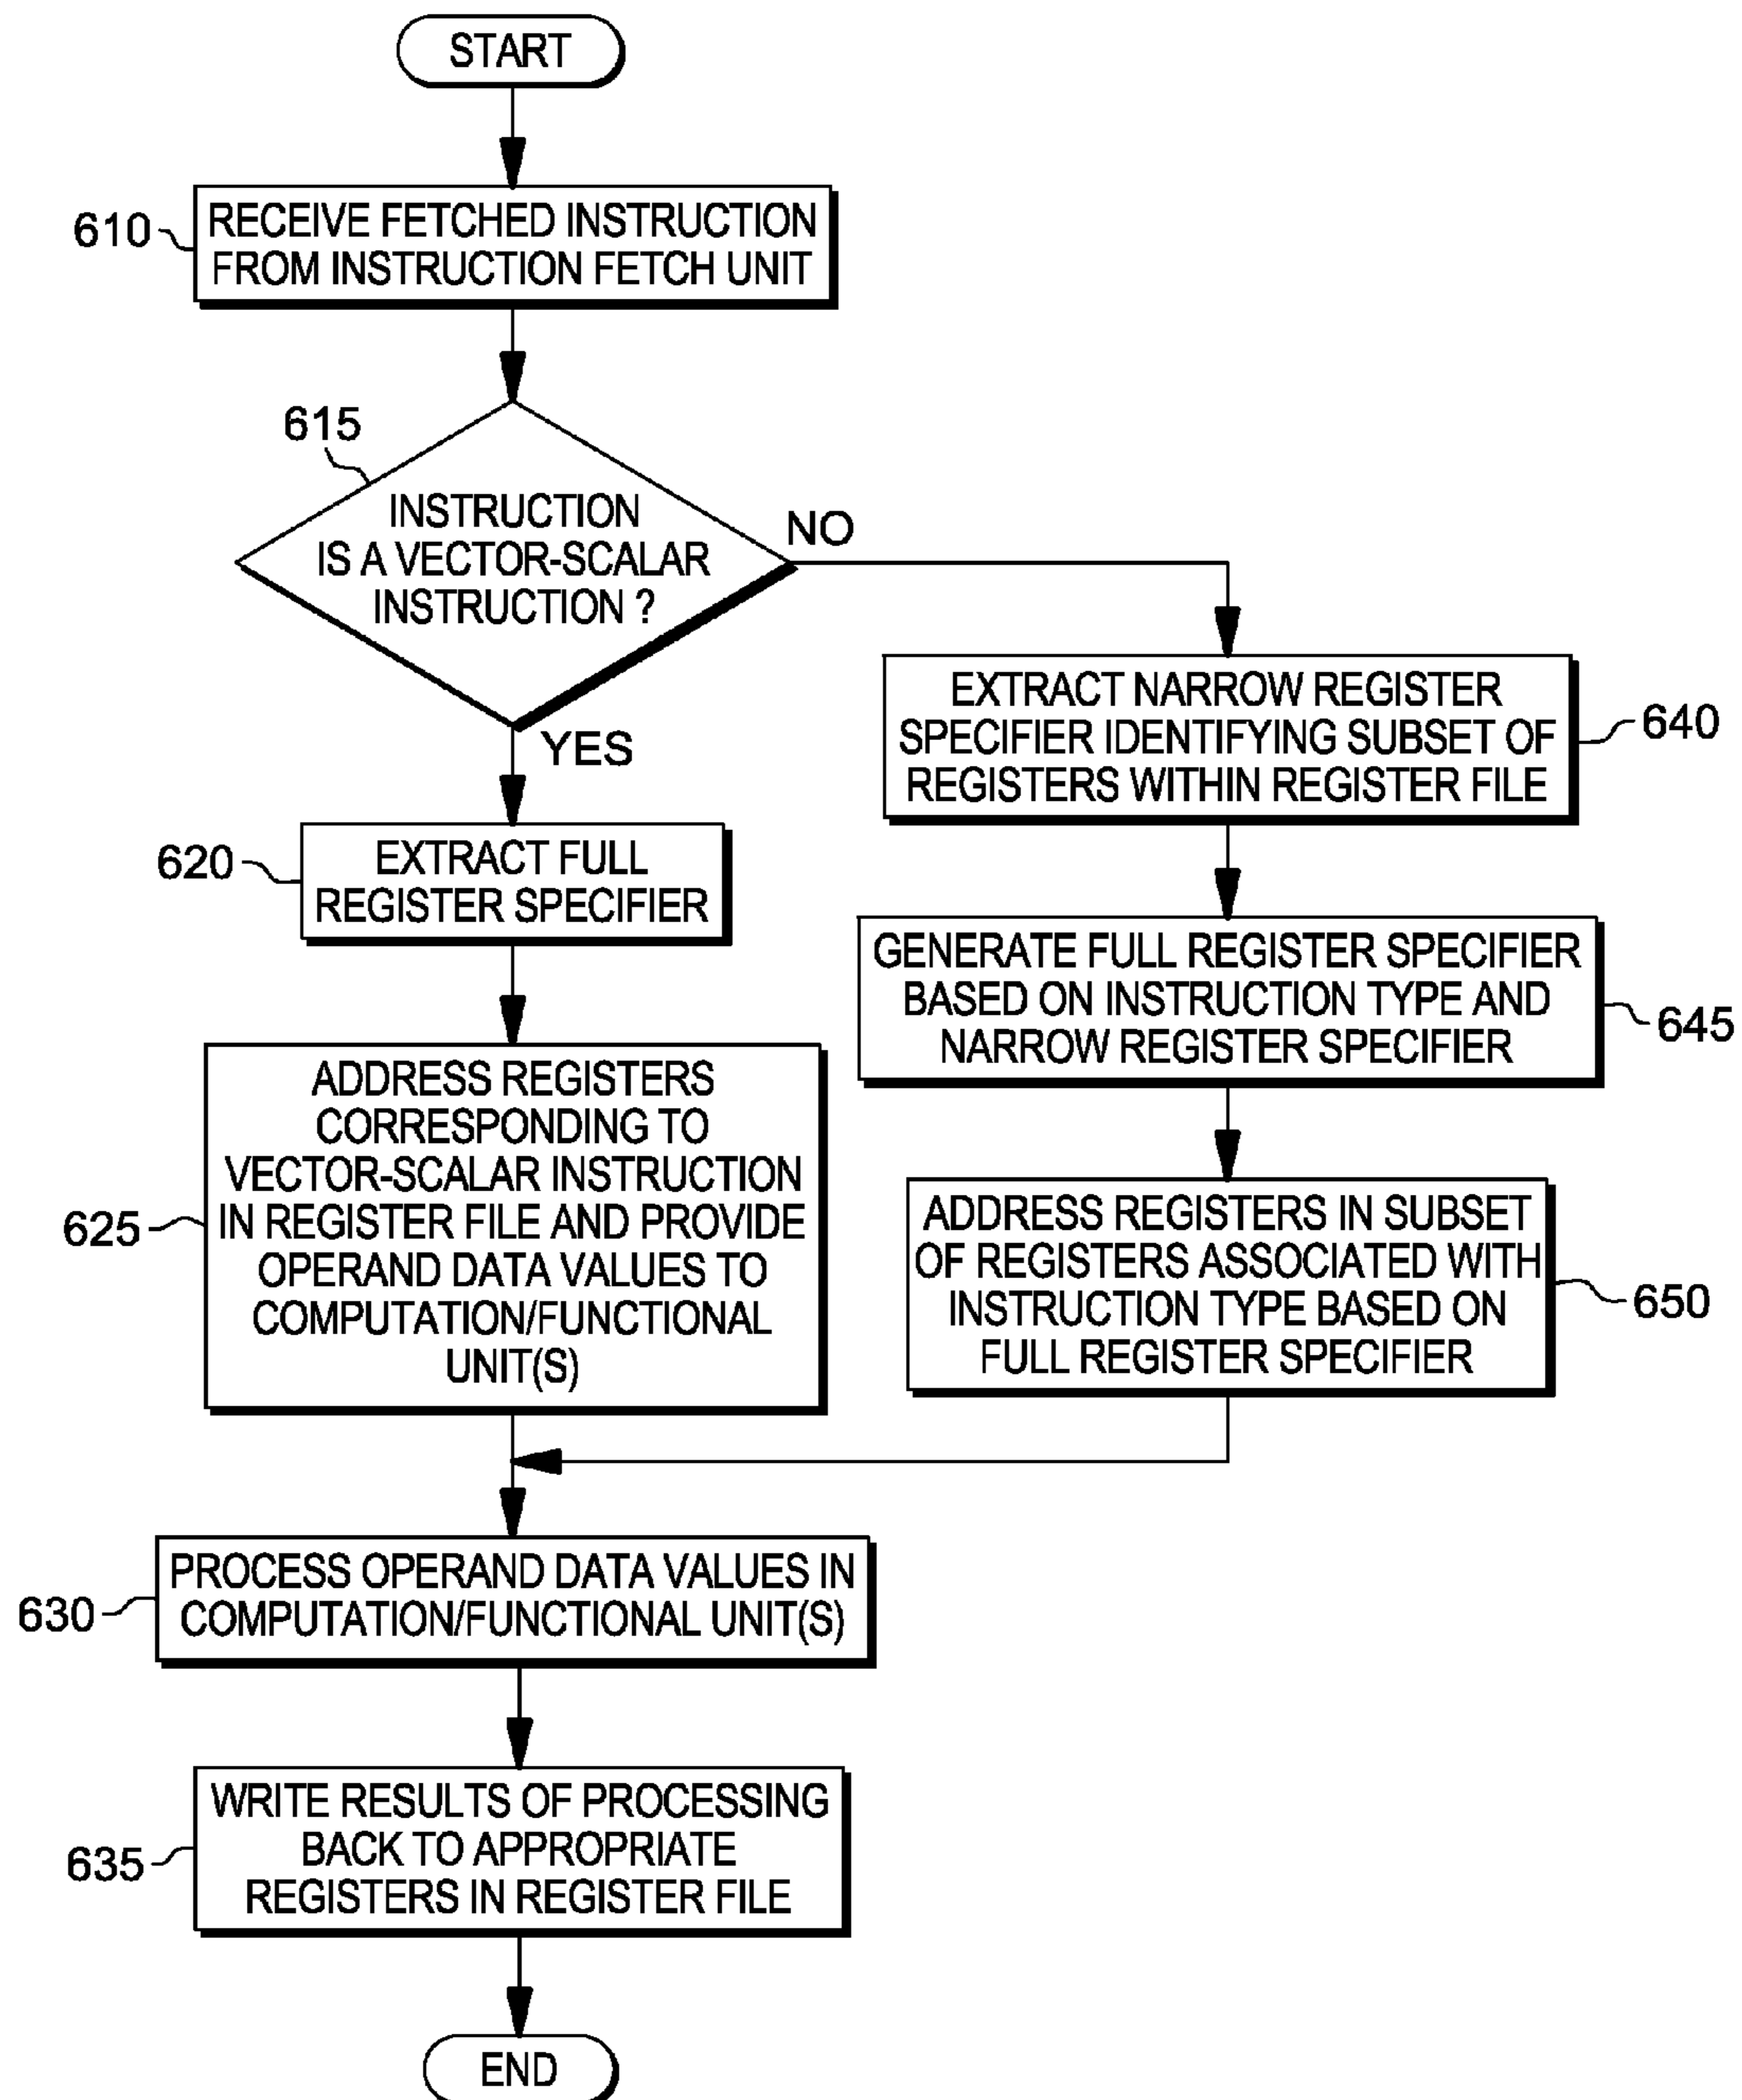 START
610
RECEIVE FETCHED INSTRUCTION
FROM INSTRUCTION FETCH UNIT
615
INSTRUCTION
IS A VECTOR-SCALAR
INSTRUCTION ?
NO
YES
620
EXTRACT FULL
REGISTER SPECIFIER
625
ADDRESS REGISTERS
CORRESPONDING TO
VECTOR-SCALAR INSTRUCTION
IN REGISTER FILE AND PROVIDE
OPERAND DATA VALUES TO
COMPUTATION/FUNCTIONAL
UNIT(S)
EXTRACT NARROW REGISTER
SPECIFIER IDENTIFYING SUBSET OF
REGISTERS WITHIN REGISTER FILE
640
GENERATE FULL REGISTER SPECIFIER
BASED ON INSTRUCTION TYPE AND
NARROW REGISTER SPECIFIER
645
ADDRESS REGISTERS IN SUBSET
OF REGISTERS ASSOCIATED WITH
INSTRUCTION TYPE BASED ON
FULL REGISTER SPECIFIER
650
630
PROCESS OPERAND DATA VALUES IN
COMPUTATION/FUNCTIONAL UNIT(S)
635
WRITE RESULTS OF PROCESSING
BACK TO APPROPRIATE
REGISTERS IN REGISTER FILE
END